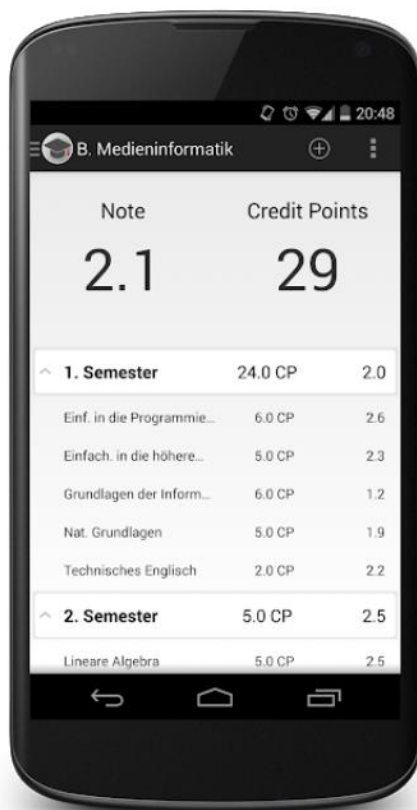 20:48
B. Medieninformatik
Note Credit Points
2.1 29
1. Semester 24.0 CP 2.0
Einf. in die Programmie... 6.0 CP 2.6
Einfach. in die höhere... 5.0 CP 2.3
Grundlagen der Inform... 6.0 CP 1.2
Nat. Grundlagen 5.0 CP 1.9
Technisches Englisch 2.0 CP 2.2
2. Semester 5.0 CP 2.5
Lineare Algebra 5.0 CP 2.5